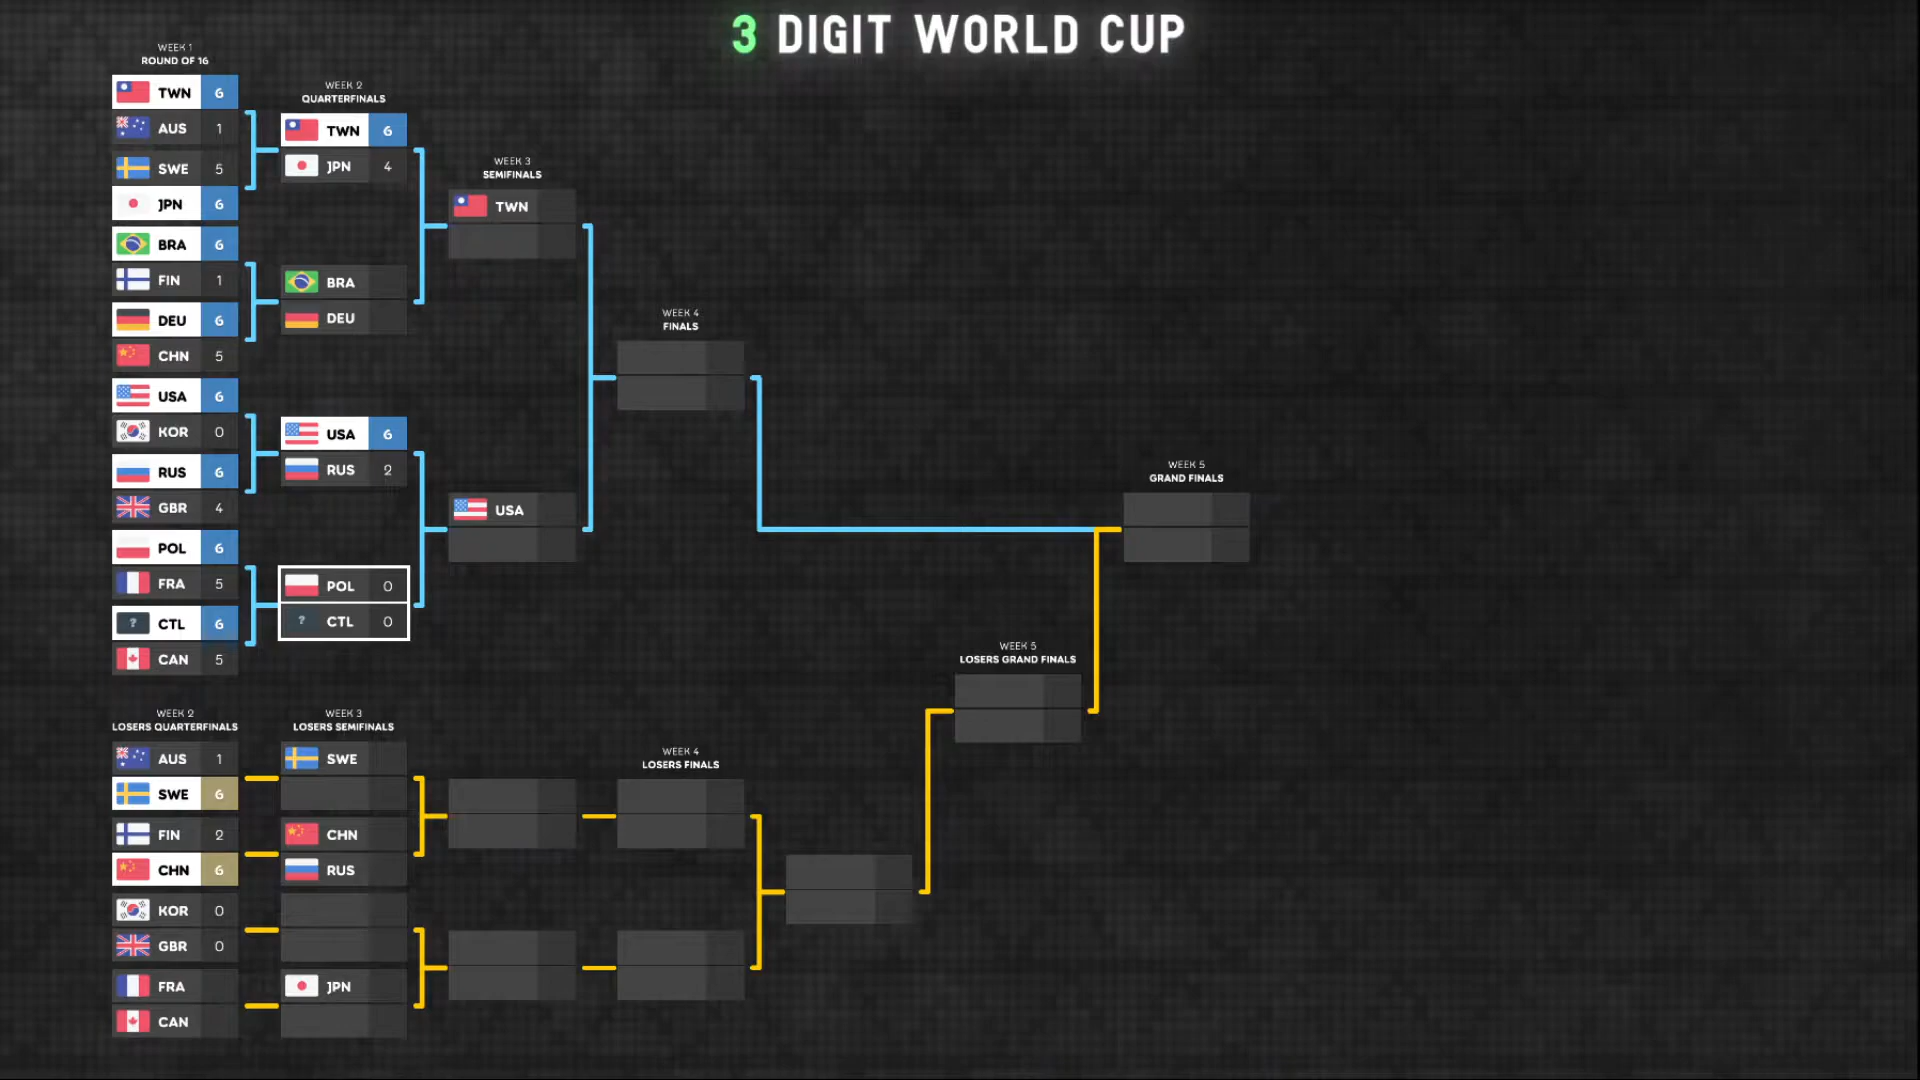 3 DIGIT WORLD CUP
WEEK 1
ROUND OF 16
TWN 6
AUS 1
SWE 5
JPN 6
BRA 6
FIN 1
DEU 6
CHN 5
USA 6
KOR 0
RUS 6
GBR 4
POL 6
FRA 5
? CTL 6
CAN 5
WEEK 2
QUARTERFINALS
TWN 6
JPN 4
BRA
DEU
USA 6
RUS 2
POL 0
? CTL 0
WEEK 3
SEMIFINALS
TWN
USA
WEEK 4
FINALS
WEEK 5
GRAND FINALS
WEEK 5
LOSERS GRAND FINALS
WEEK 2
LOSERS QUARTERFINALS
AUS 1
SWE 6
FIN 2
CHN 6
KOR 0
GBR 0
FRA
CAN
WEEK 3
LOSERS SEMIFINALS
SWE
CHN
RUS
JPN
WEEK 4
LOSERS FINALS